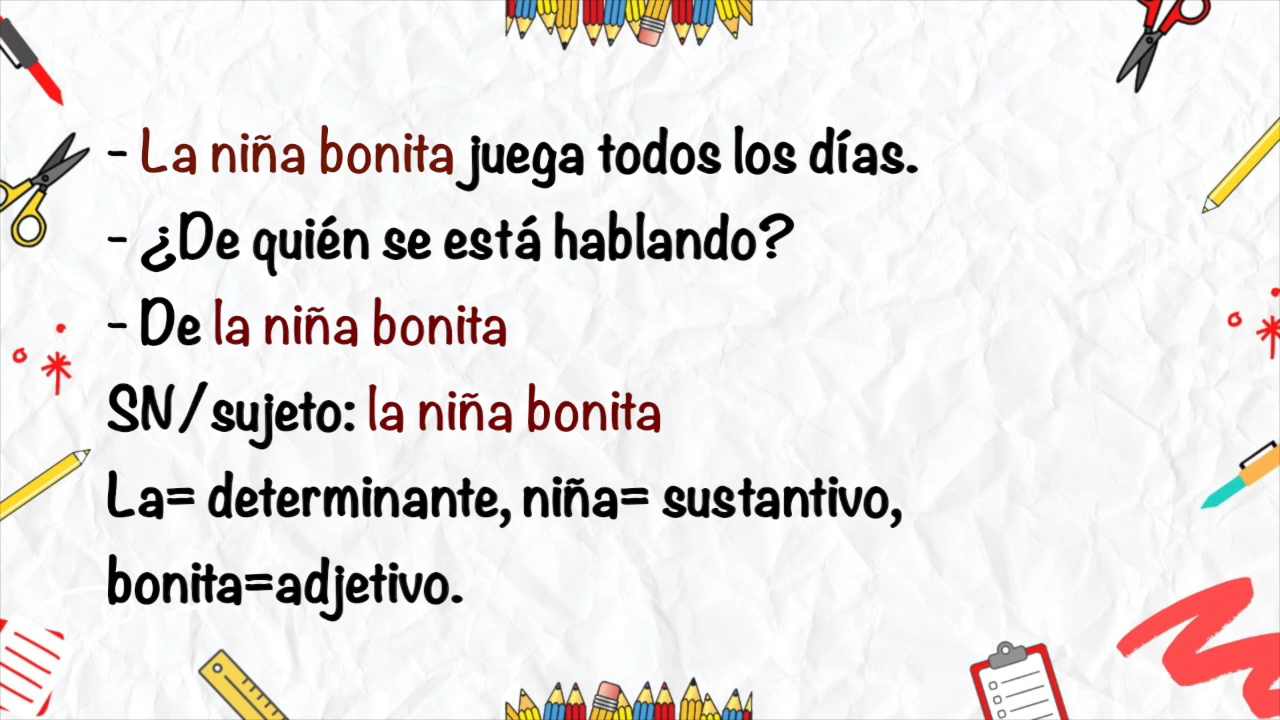 - La niña bonita juega todos los días.
- ¿De quién se está hablando?
- De la niña bonita
SN/sujeto: la niña bonita
La= determinante, niña= sustantivo,
bonita=adjetivo.